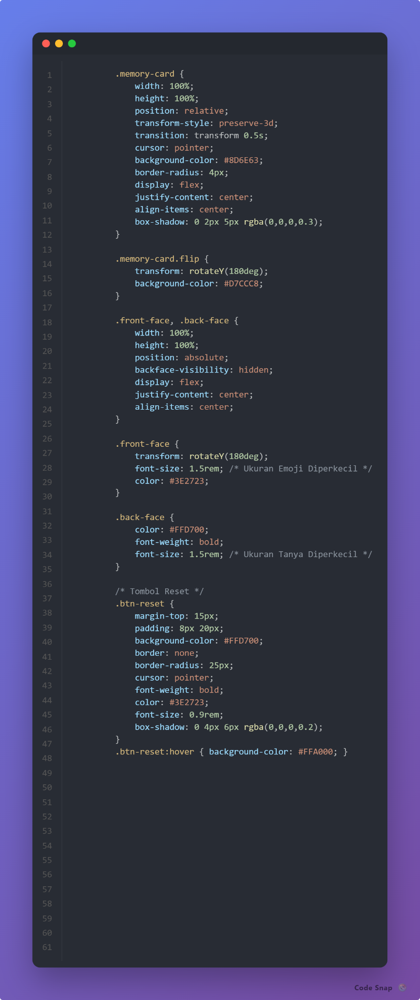 .memory-card {
    width: 100%;
    height: 100%;
    position: relative;
    transform-style: preserve-3d;
    transition: transform 0.5s;
    cursor: pointer;
    background-color: #8D6E63;
    border-radius: 4px;
    display: flex;
    justify-content: center;
    align-items: center;
    box-shadow: 0 2px 5px rgba(0,0,0,0.3);
}

.memory-card.flip {
    transform: rotateY(180deg);
    background-color: #D7CCC8;
}

.front-face, .back-face {
    width: 100%;
    height: 100%;
    position: absolute;
    backface-visibility: hidden;
    display: flex;
    justify-content: center;
    align-items: center;
}

.front-face {
    transform: rotateY(180deg);
    font-size: 1.5rem; /* Ukuran Emoji Diperkecil */
    color: #3E2723;
}

.back-face {
    color: #FFD700;
    font-weight: bold;
    font-size: 1.5rem; /* Ukuran Tanya Diperkecil */
}

/* Tombol Reset */
.btn-reset {
    margin-top: 15px;
    padding: 8px 20px;
    background-color: #FFD700;
    border: none;
    border-radius: 25px;
    cursor: pointer;
    font-weight: bold;
    color: #3E2723;
    font-size: 0.9rem;
    box-shadow: 0 4px 6px rgba(0,0,0,0.2);
}
.btn-reset:hover { background-color: #FFA000; }
1
2
3
4
5
6
7
8
9
10
11
12
13
14
15
16
17
18
19
20
21
22
23
24
25
26
27
28
29
30
31
32
33
34
35
36
37
38
39
40
41
42
43
44
45
46
47
48
49
50
51
52
53
54
55
56
57
58
59
60
61
Code Snap